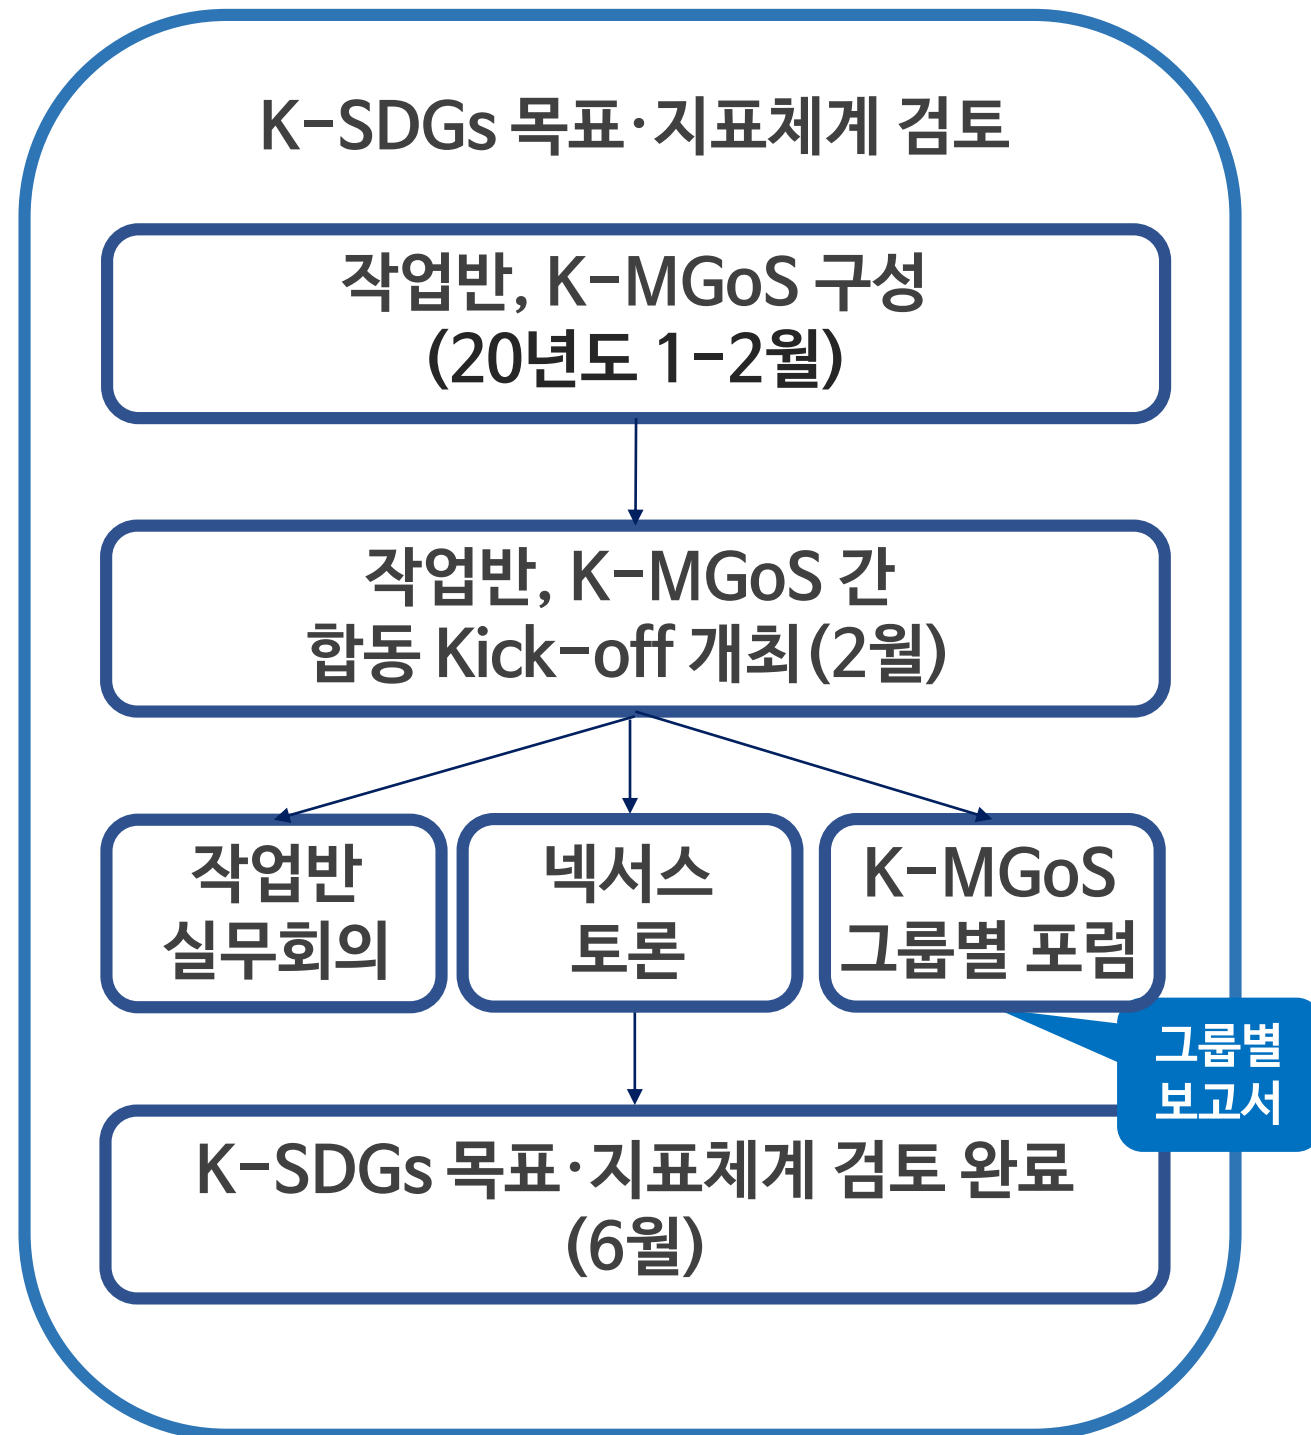 K-SDGs 목표·지표체계 검토
작업반, K-MGoS 구성
(20년도 1-2월)
작업반, K-MGoS 간
합동 Kick-off 개최(2월)
작업반
실무회의
넥서스
토론
K-MGoS
그룹별 포럼
그룹별
보고서
K-SDGs 목표·지표체계 검토 완료
(6월)